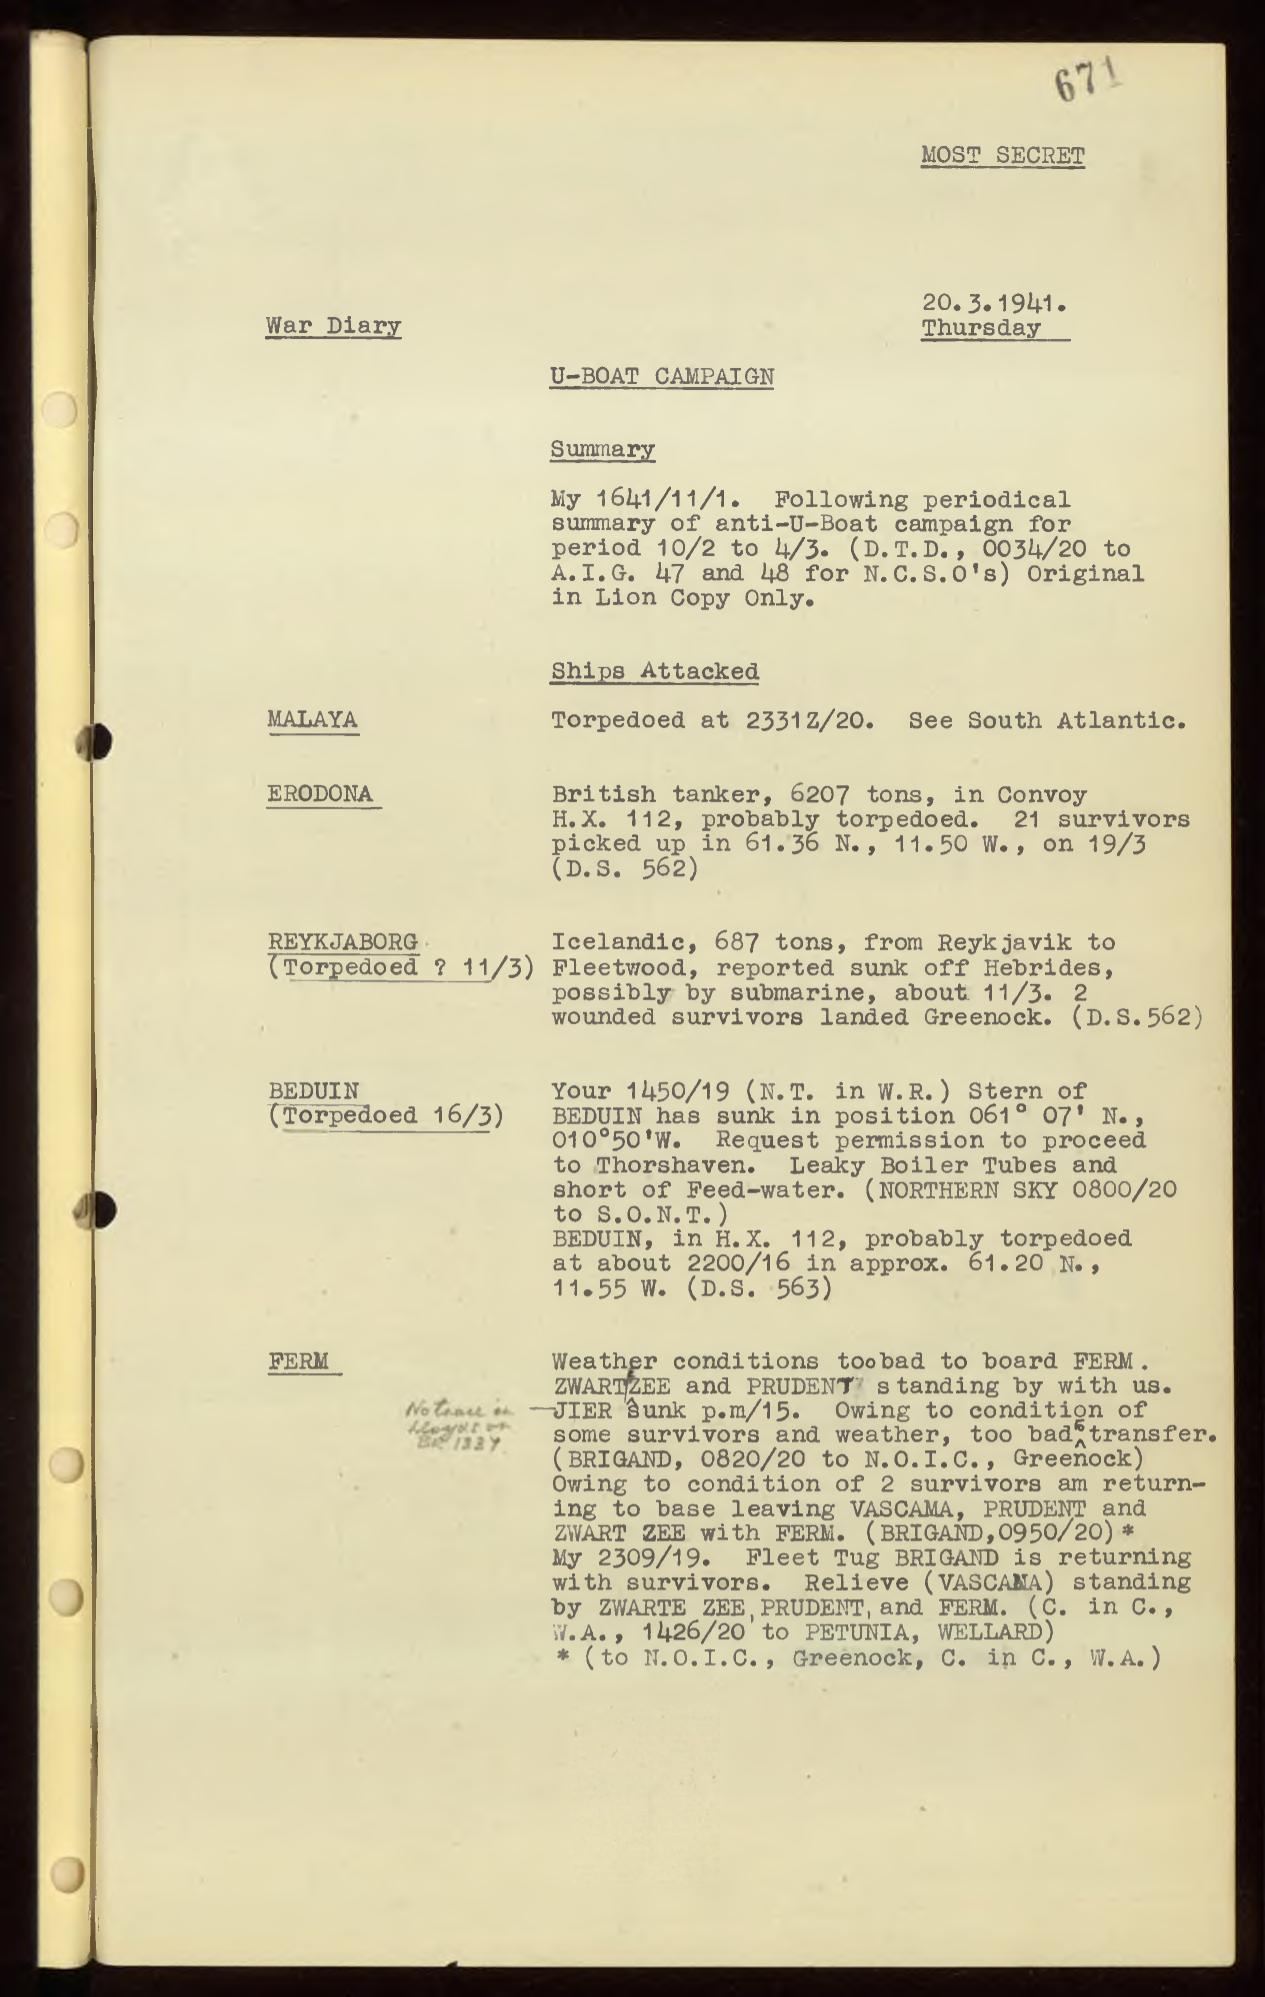 671
MOST SECRET
20.3.1941.
War Diary
Thursday
U-BOAT CAMPAIGN
Summary
My 1641/11/1. Following periodical
summary of anti-U-Boat campaign for
period 10/2 to 4/3. (D.T.D., 0034/20 to
A.I.G. 47 and 48 for N.C.S.O's) Original
in Lion Copy Only.
Ships Attacked
MALAYA Torpedoed at 2331Z/20. See South Atlantic.
ERODONA British tanker, 6207 tons, in Convoy
H.X. 112, probably torpedoed. 21 survivors
picked up in 61.36 N., 11.50 W., on 19/3
(D.S. 562)
REYKJABORG Icelandic, 687 tons, from Reykjavik to
(Torpedoed ? 11/3) Fleetwood, reported sunk off Hebrides,
possibly by submarine, about 11/3. 2
wounded survivors landed Greenock. (D.S.562)
BEDUIN Your 1450/19 (N.T. in W.R.) Stern of
(Torpedoed 16/3) BEDUIN has sunk in position 061° 07' N.,
010°50'W. Request permission to proceed
to Thorshaven. Leaky Boiler Tubes and
short of Feed-water. (NORTHERN SKY 0800/20
to S.O.N.T.)
BEDUIN, in H.X. 112, probably torpedoed
at about 2200/16 in approx. 61.20 N.,
11.55 W. (D.S. 563)
FERM Weather conditions toobad to board FERM.
ZWARTEZEE and PRUDENT standing by with us.
No trace in —JIER sunk p.m/15. Owing to condition of
Lloyds or some survivors and weather, too bad to transfer.
BR 1337. (BRIGAND, 0820/20 to N.O.I.C., Greenock)
Owing to condition of 2 survivors am return-
ing to base leaving VASCAMA, PRUDENT and
ZWART ZEE with FERM. (BRIGAND,0950/20) *
My 2309/19. Fleet Tug BRIGAND is returning
with survivors. Relieve (VASCAMA) standing
by ZWARTE ZEE, PRUDENT, and FERM. (C. in C.,
W.A., 1426/20 to PETUNIA, WELLARD)
* (to N.O.I.C., Greenock, C. in C., W.A.)